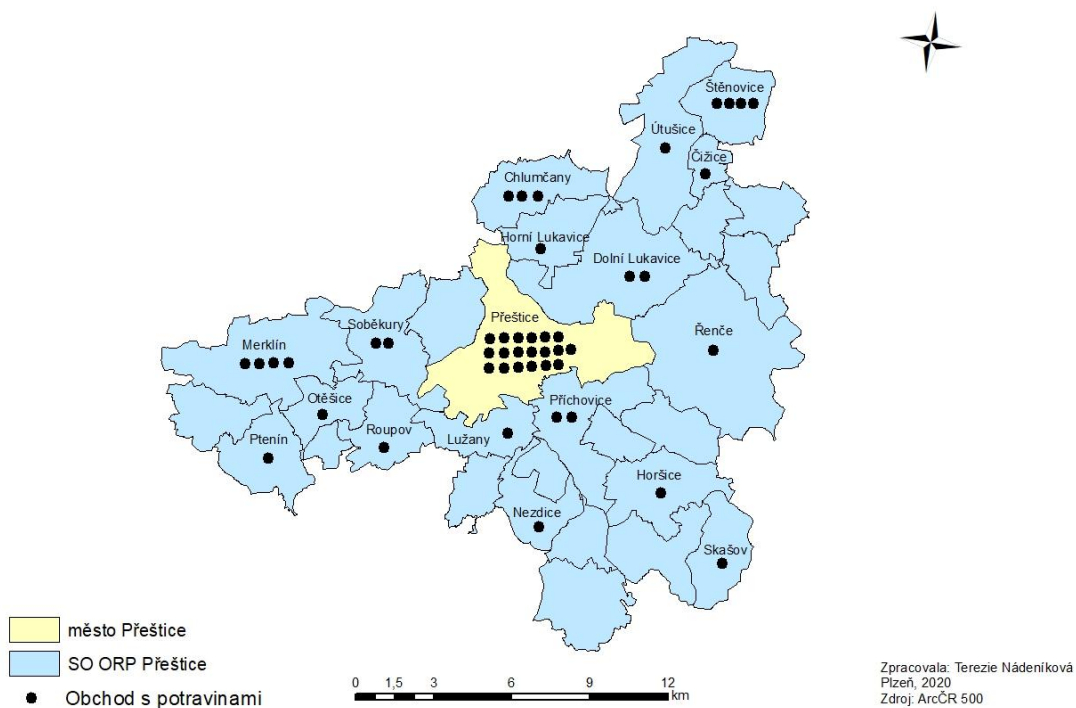 Štěnovice
Útušice
Čižice
Chlumčany
Horní Lukavice
Dolní Lukavice
Přeštice
Řenče
Soběkury
Merklín
Otěšice
Příchovice
Roupov
Lužany
Ptenín
Horšice
Nezdice
Skašov
město Přeštice
SO ORP Přeštice
Obchod s potravinami
0 1,5 3 6 9 12
km
Zpracovala: Terezie Nádeníková
Plzeň, 2020
Zdroj: ArcČR 500